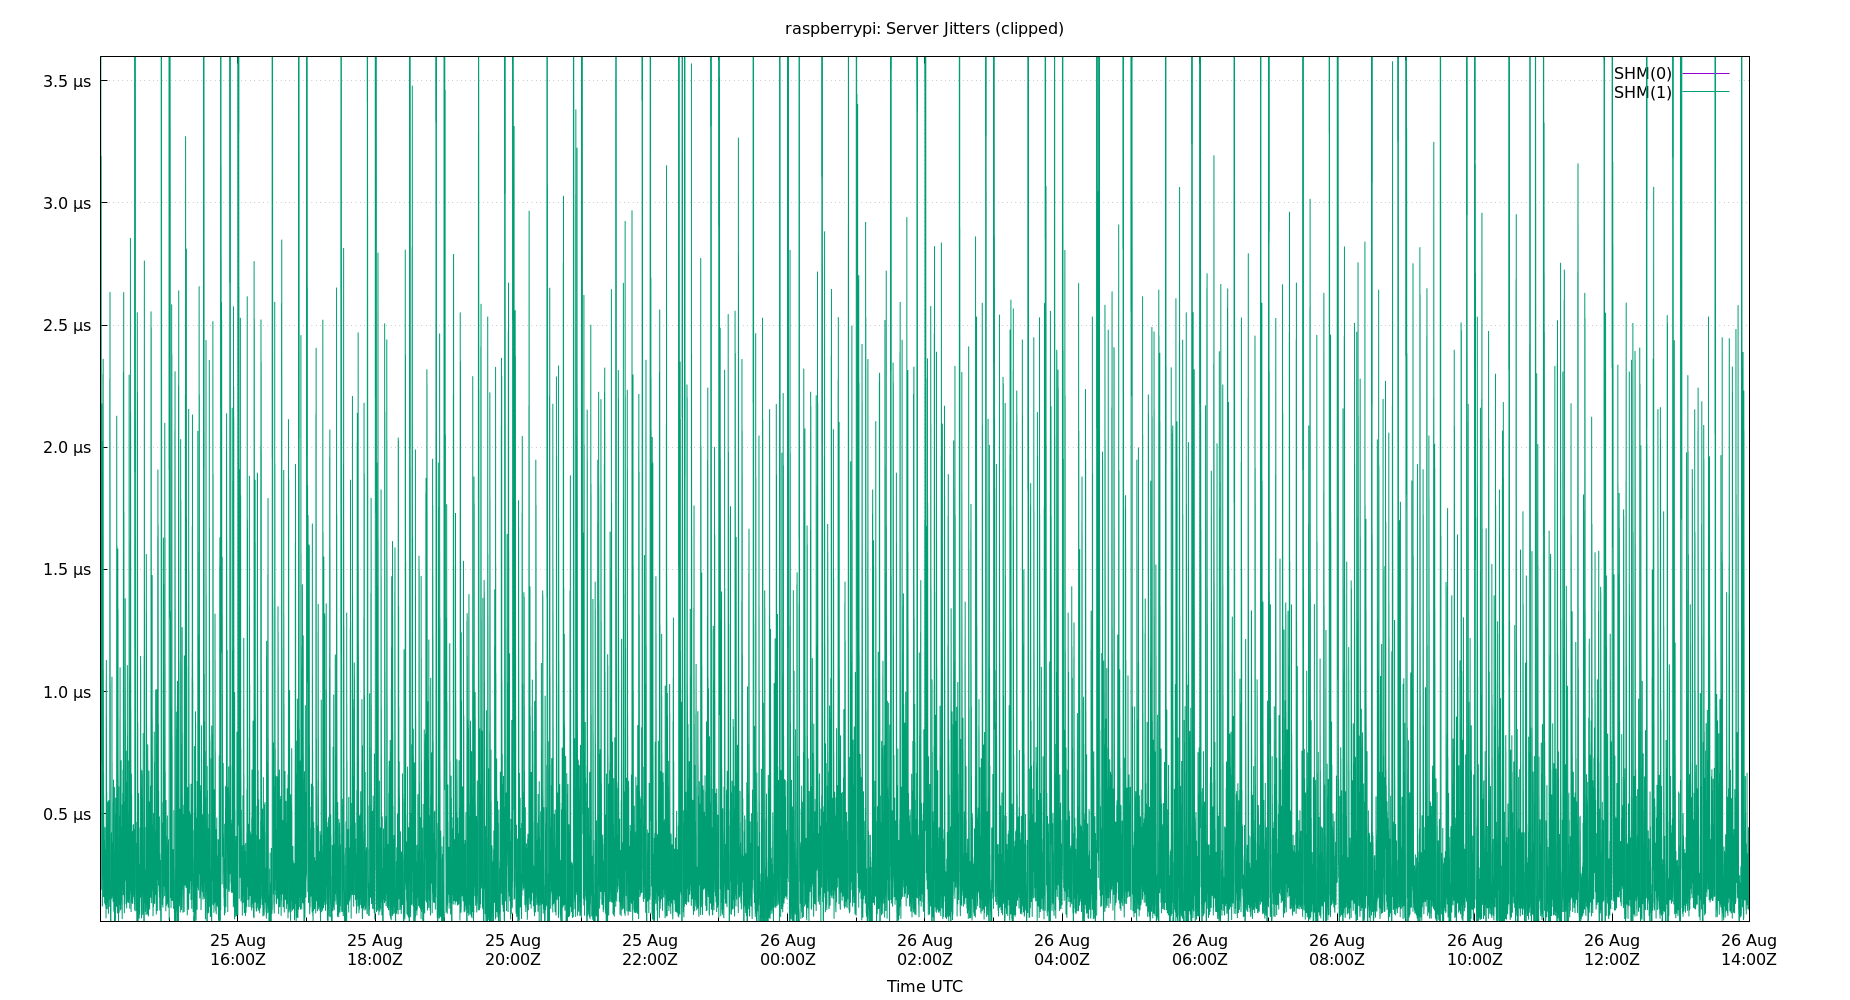 raspberrypi: Server Jitters (clipped)
3.5 µs
3.0 µs
2.5 µs
2.0 µs
1.5 µs
1.0 µs
0.5 µs
SHM(0)
SHM(1)
25 Aug 25 Aug 25 Aug 25 Aug 26 Aug 26 Aug 26 Aug 26 Aug 26 Aug 26 Aug 26 Aug 26 Aug
16:00Z 18:00Z 20:00Z 22:00Z 00:00Z 02:00Z 04:00Z 06:00Z 08:00Z 10:00Z 12:00Z 14:00Z
Time UTC